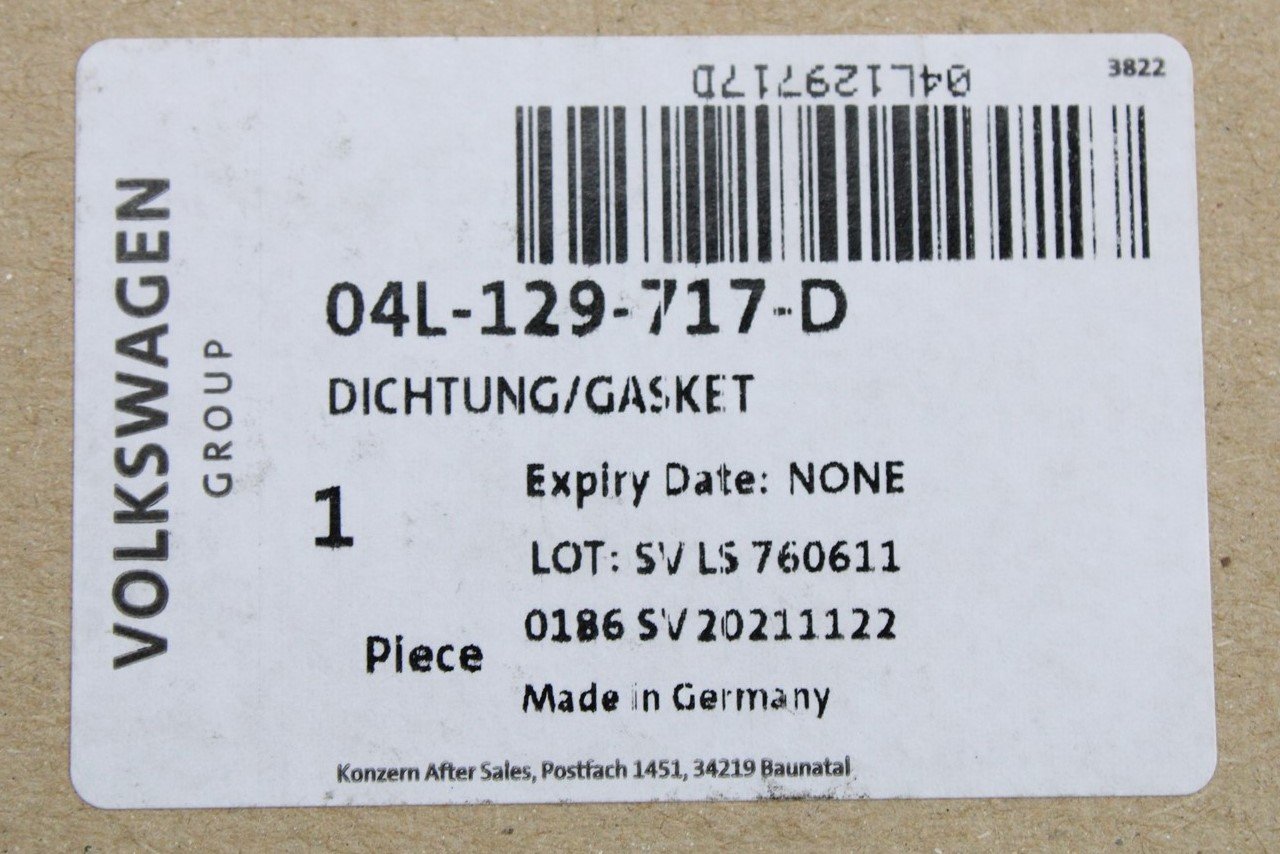 3822
04L129717D
VOLKSWAGEN
GROUP
04L-129-717-D
DICHTUNG/GASKET
1
Piece
Expiry Date: NONE
LOT: SV LS 760611
0186 SV 20211122
Made in Germany
Konzern After Sales, Postfach 1451, 34219 Baunatal